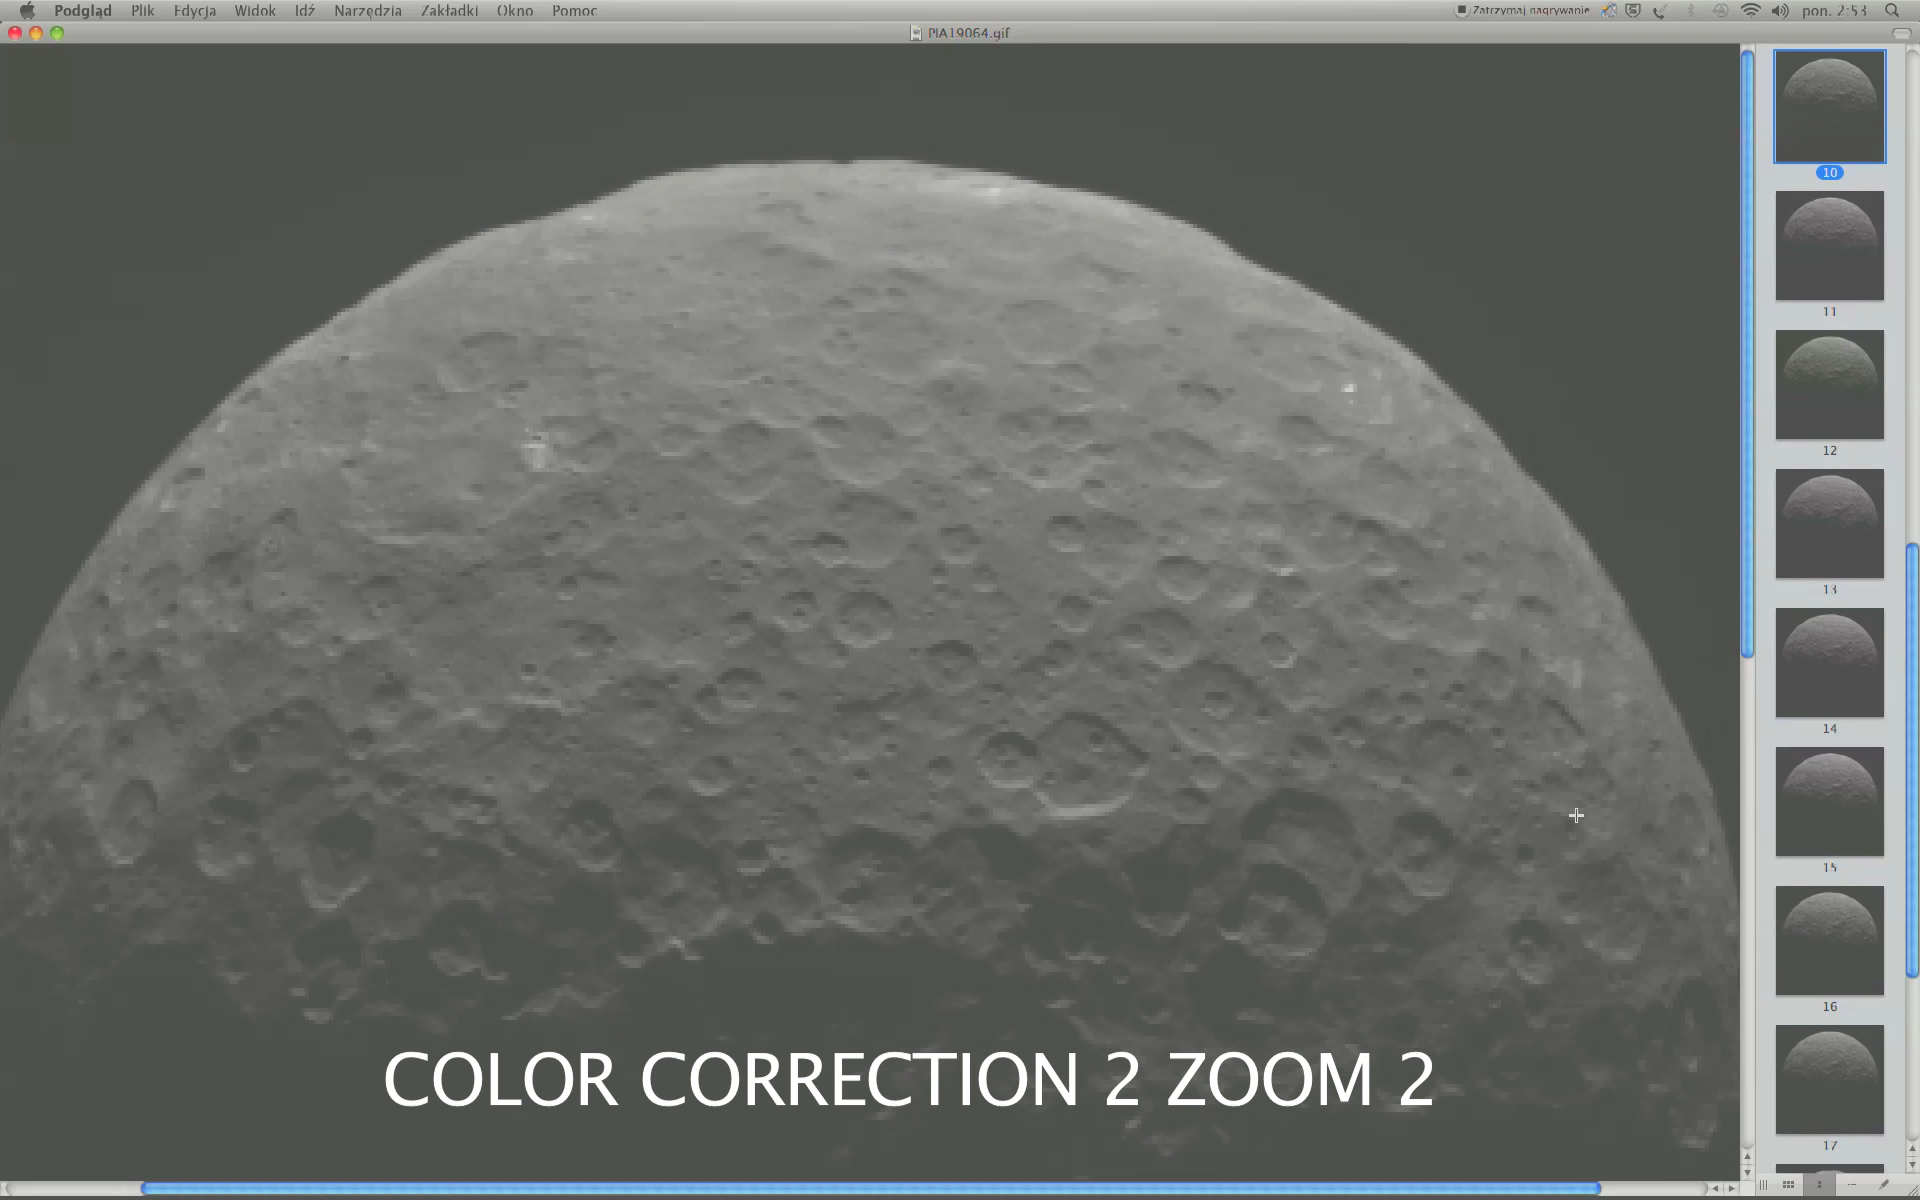 Podgląd Plik Edycja Widok Idź Narzędzia Zakładki Okno Pomoc Zatrzymaj nagrywanie pon. 2:53
PIA19064.gif
10
11
12
13
14
15
16
17
COLOR CORRECTION 2 ZOOM 2